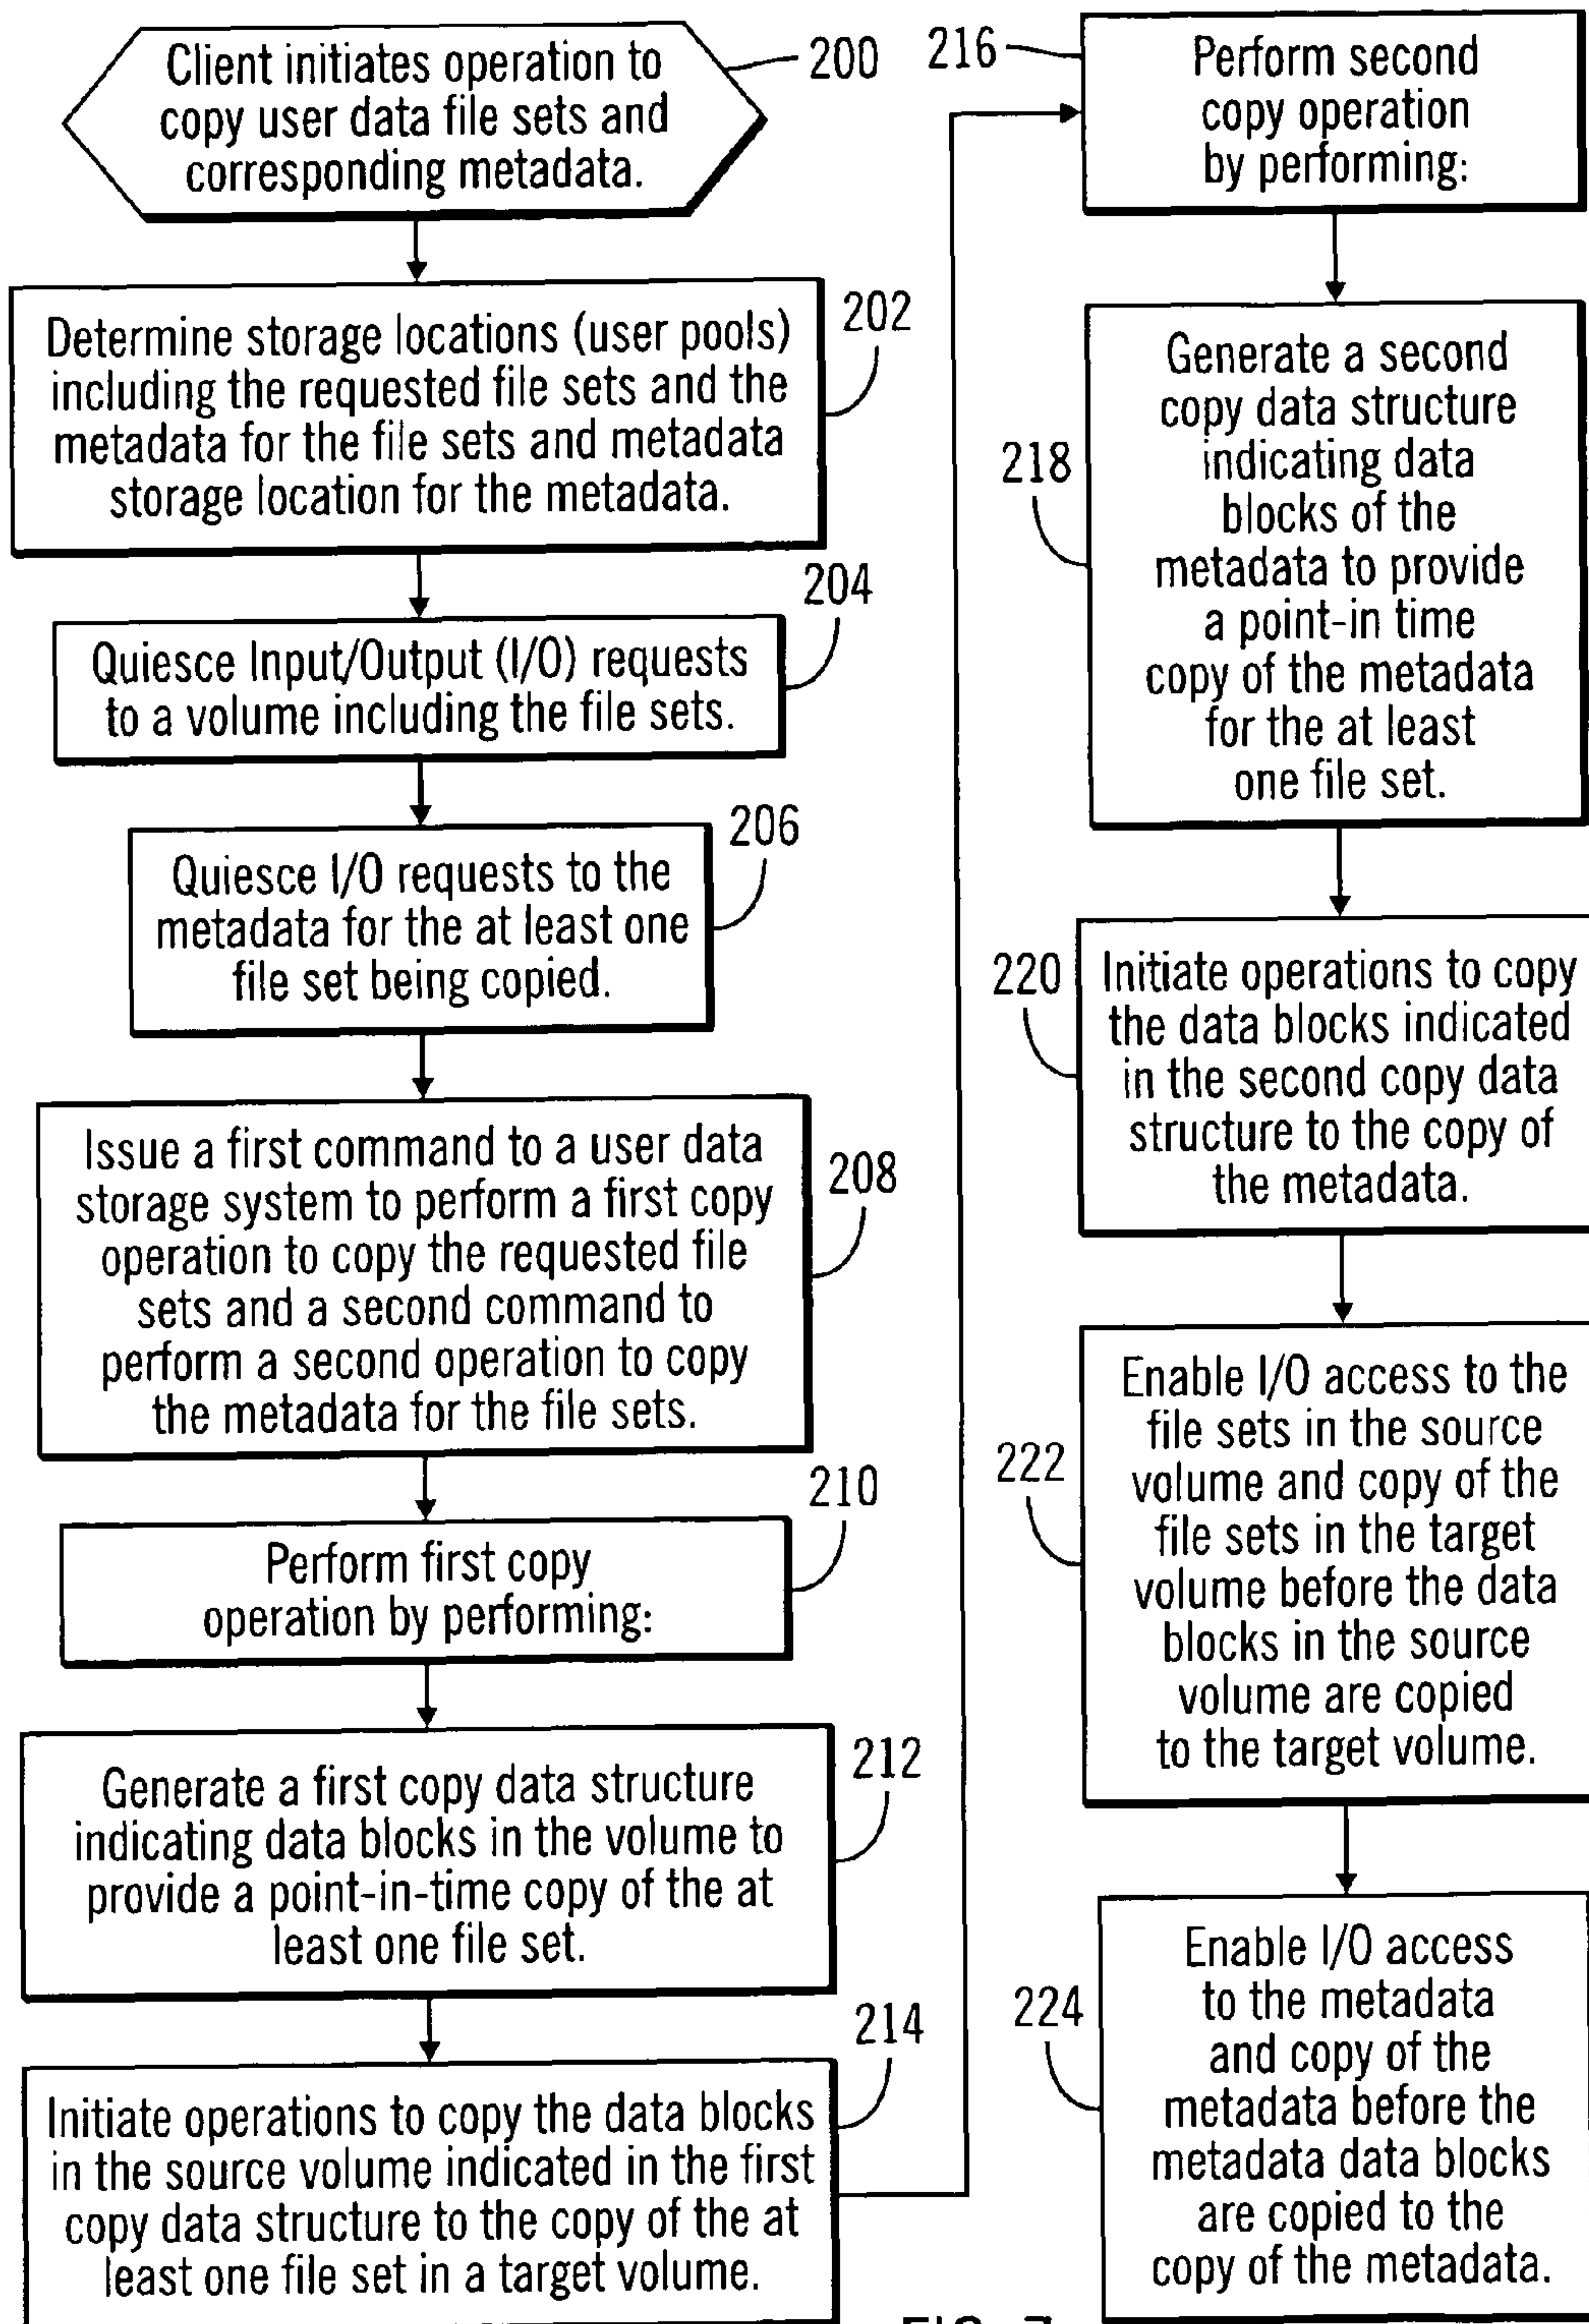 Client initiates operation to
copy user data file sets and
corresponding metadata.
200
Determine storage locations (user pools)
including the requested file sets and the
metadata for the file sets and metadata
storage location for the metadata.
202
Quiesce Input/Output (I/O) requests
to a volume including the file sets.
204
Quiesce I/O requests to the
metadata for the at least one
file set being copied.
206
Issue a first command to a user data
storage system to perform a first copy
operation to copy the requested file
sets and a second command to
perform a second operation to copy
the metadata for the file sets.
208
Perform first copy
operation by performing:
210
Generate a first copy data structure
indicating data blocks in the volume to
provide a point-in-time copy of the at
least one file set.
212
Initiate operations to copy the data blocks
in the source volume indicated in the first
copy data structure to the copy of the at
least one file set in a target volume.
214
216
Perform second
copy operation
by performing:
218
Generate a second
copy data structure
indicating data
blocks of the
metadata to provide
a point-in time
copy of the metadata
for the at least
one file set.
220
Initiate operations to copy
the data blocks indicated
in the second copy data
structure to the copy of
the metadata.
222
Enable I/O access to the
file sets in the source
volume and copy of the
file sets in the target
volume before the data
blocks in the source
volume are copied
to the target volume.
224
Enable I/O access
to the metadata
and copy of the
metadata before the
metadata data blocks
are copied to the
copy of the metadata.